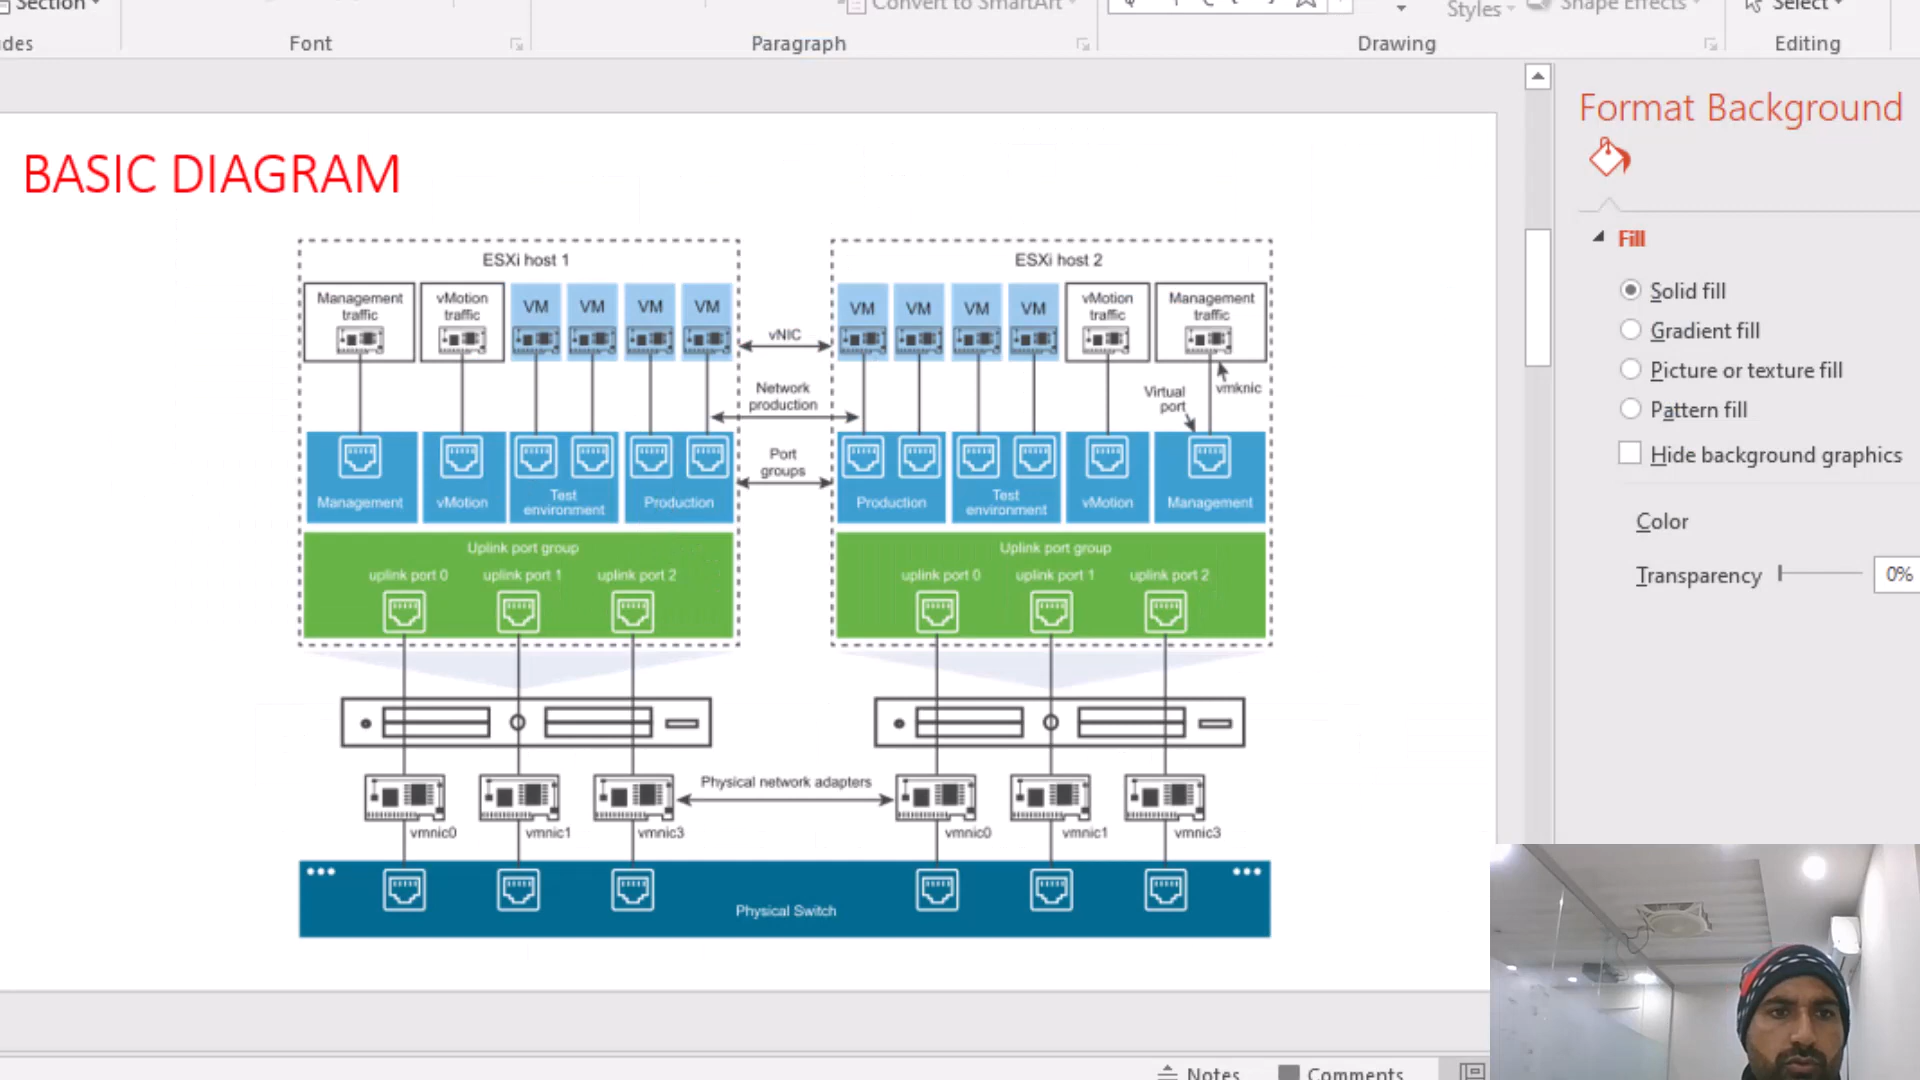 Section
Convert to SmartArt
Styles
Shape Effects
Select
Font
Paragraph
Drawing
Editing
Format Background
Fill
Solid fill
Gradient fill
Picture or texture fill
Pattern fill
Hide background graphics
Color
Transparency
0%
BASIC DIAGRAM
ESXi host 1
ESXi host 2
Management
traffic
vMotion
traffic
VM
VM
VM
VM
vNIC
VM
VM
VM
VM
vMotion
traffic
Management
traffic
Network
production
Virtual
port
vmknic
Port
groups
Management
vMotion
Test
environment
Production
Production
Test
environment
vMotion
Management
Uplink port group
uplink port 0
uplink port 1
uplink port 2
Uplink port group
uplink port 0
uplink port 1
uplink port 2
Physical network adapters
vmnic0
vmnic1
vmnic3
vmnic0
vmnic1
vmnic3
Physical Switch
Notes
Comments